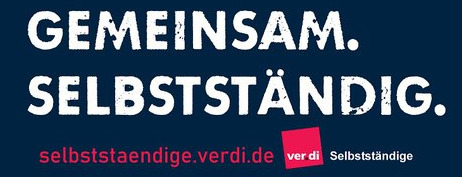 GEMEINSAM.
SELBSTSTÄNDIG.
selbststaendige.verdi.de ver di Selbstständige